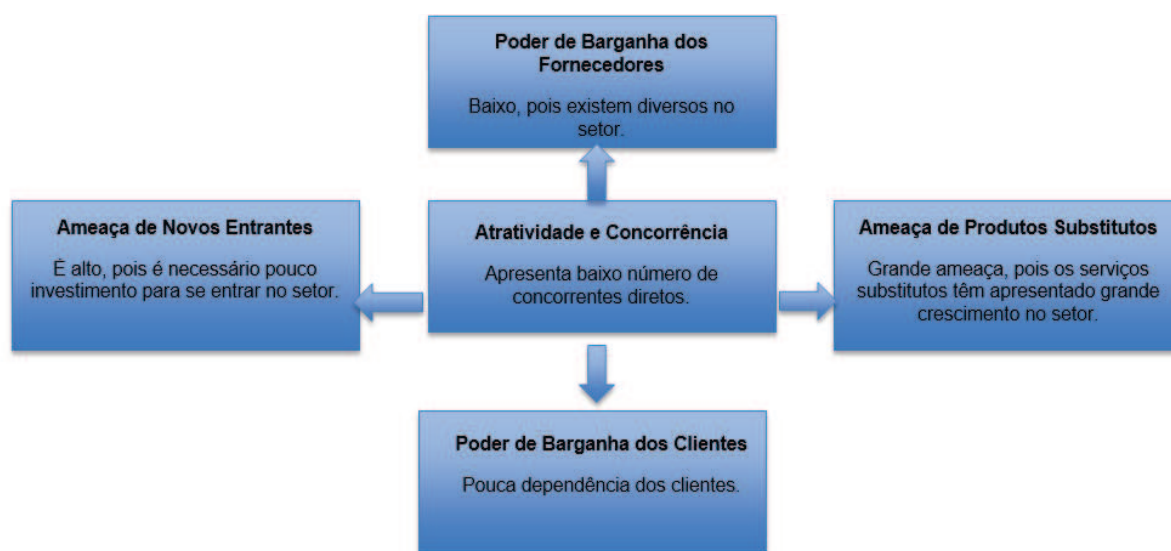 Poder de Barganha dos
Fornecedores
Baixo, pois existem diversos no
setor.
Ameaça de Novos Entrantes
É alto, pois é necessário pouco
investimento para se entrar no setor.
Atratividade e Concorrência
Apresenta baixo número de
concorrentes diretos.
Ameaça de Produtos Substitutos
Grande ameaça, pois os serviços
substitutos têm apresentado grande
crescimento no setor.
Poder de Barganha dos Clientes
Pouca dependência dos clientes.